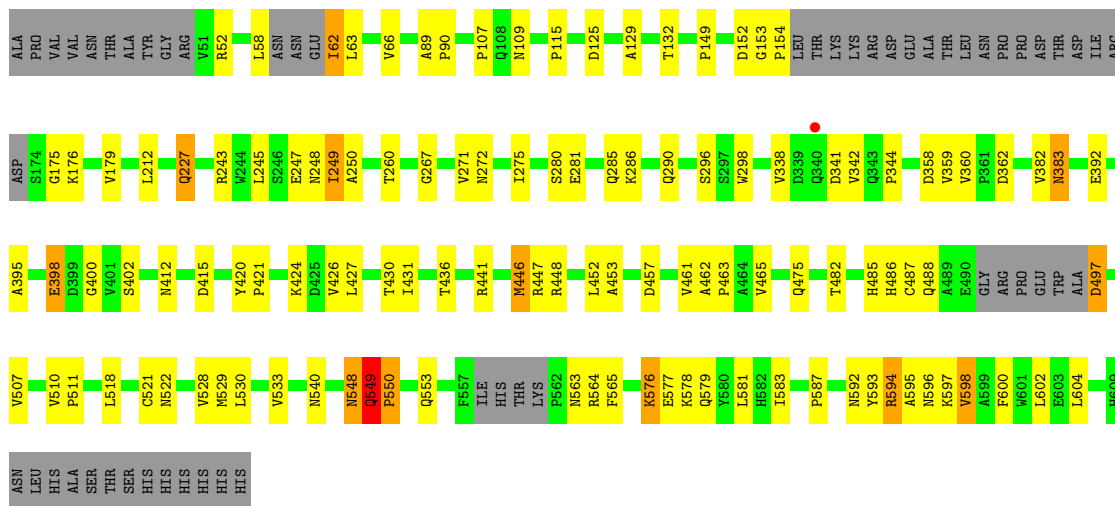 ALA PRO VAL VAL ASN THR ALA TYR GLY ARG V51 R52 L58 ASN ASN GLU I62 L63 V66 A89 P90 P107 Q108 N109 P115 D125 A129 T132 P149 D152 G153 P154 LEU THR LYS LYS ARG ASP GLU ALA THR LEU ASN PRO PRO ASP THR ASP ILE ARG
ASP S174 G175 K176 V179 L212 Q227 R243 W244 L245 S246 E247 N248 I249 A250 T260 G267 V271 N272 I275 S280 E281 Q285 K286 Q290 S296 S297 W298 V338 D339 Q340 D341 V342 Q343 P344 D358 V359 V360 P361 D362 V382 N383 E392
A395 E398 D399 G400 V401 S402 N412 D415 Y420 P421 K424 D425 V426 L427 T430 I431 T436 R441 M446 R447 R448 L452 A453 D457 V461 A462 P463 A464 V465 Q475 T482 H485 H486 C487 Q488 A489 E490 GLY ARG PRO GLU TRP ALA D497
V507 V510 P511 L518 C521 N522 V528 M529 L530 V533 N540 N548 Q549 P550 Q553 F557 ILE HIS THR LYS P562 N563 R564 F565 K576 E577 K578 Q579 Y580 L581 H582 I583 P587 N592 Y593 R594 A595 N596 K597 V598 A599 F600 W601 L602 E603 L604 H609
ASN LEU HIS ALA SER THR SER HIS HIS HIS HIS HIS HIS